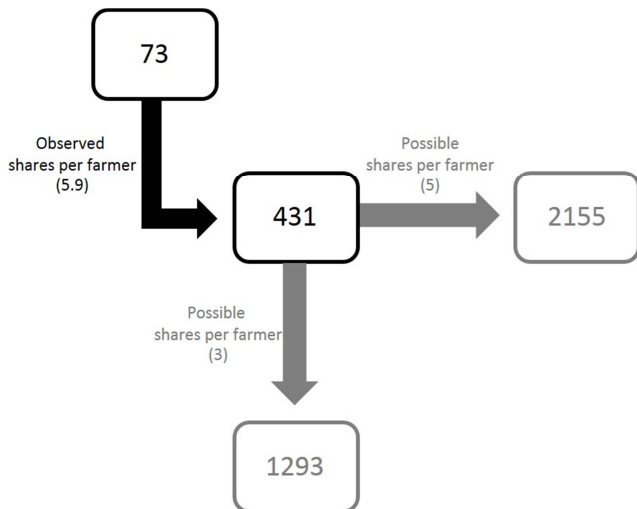 73
Observed
shares per farmer
(5.9)
Possible
shares per farmer
(5)
431
2155
Possible
shares per farmer
(3)
1293